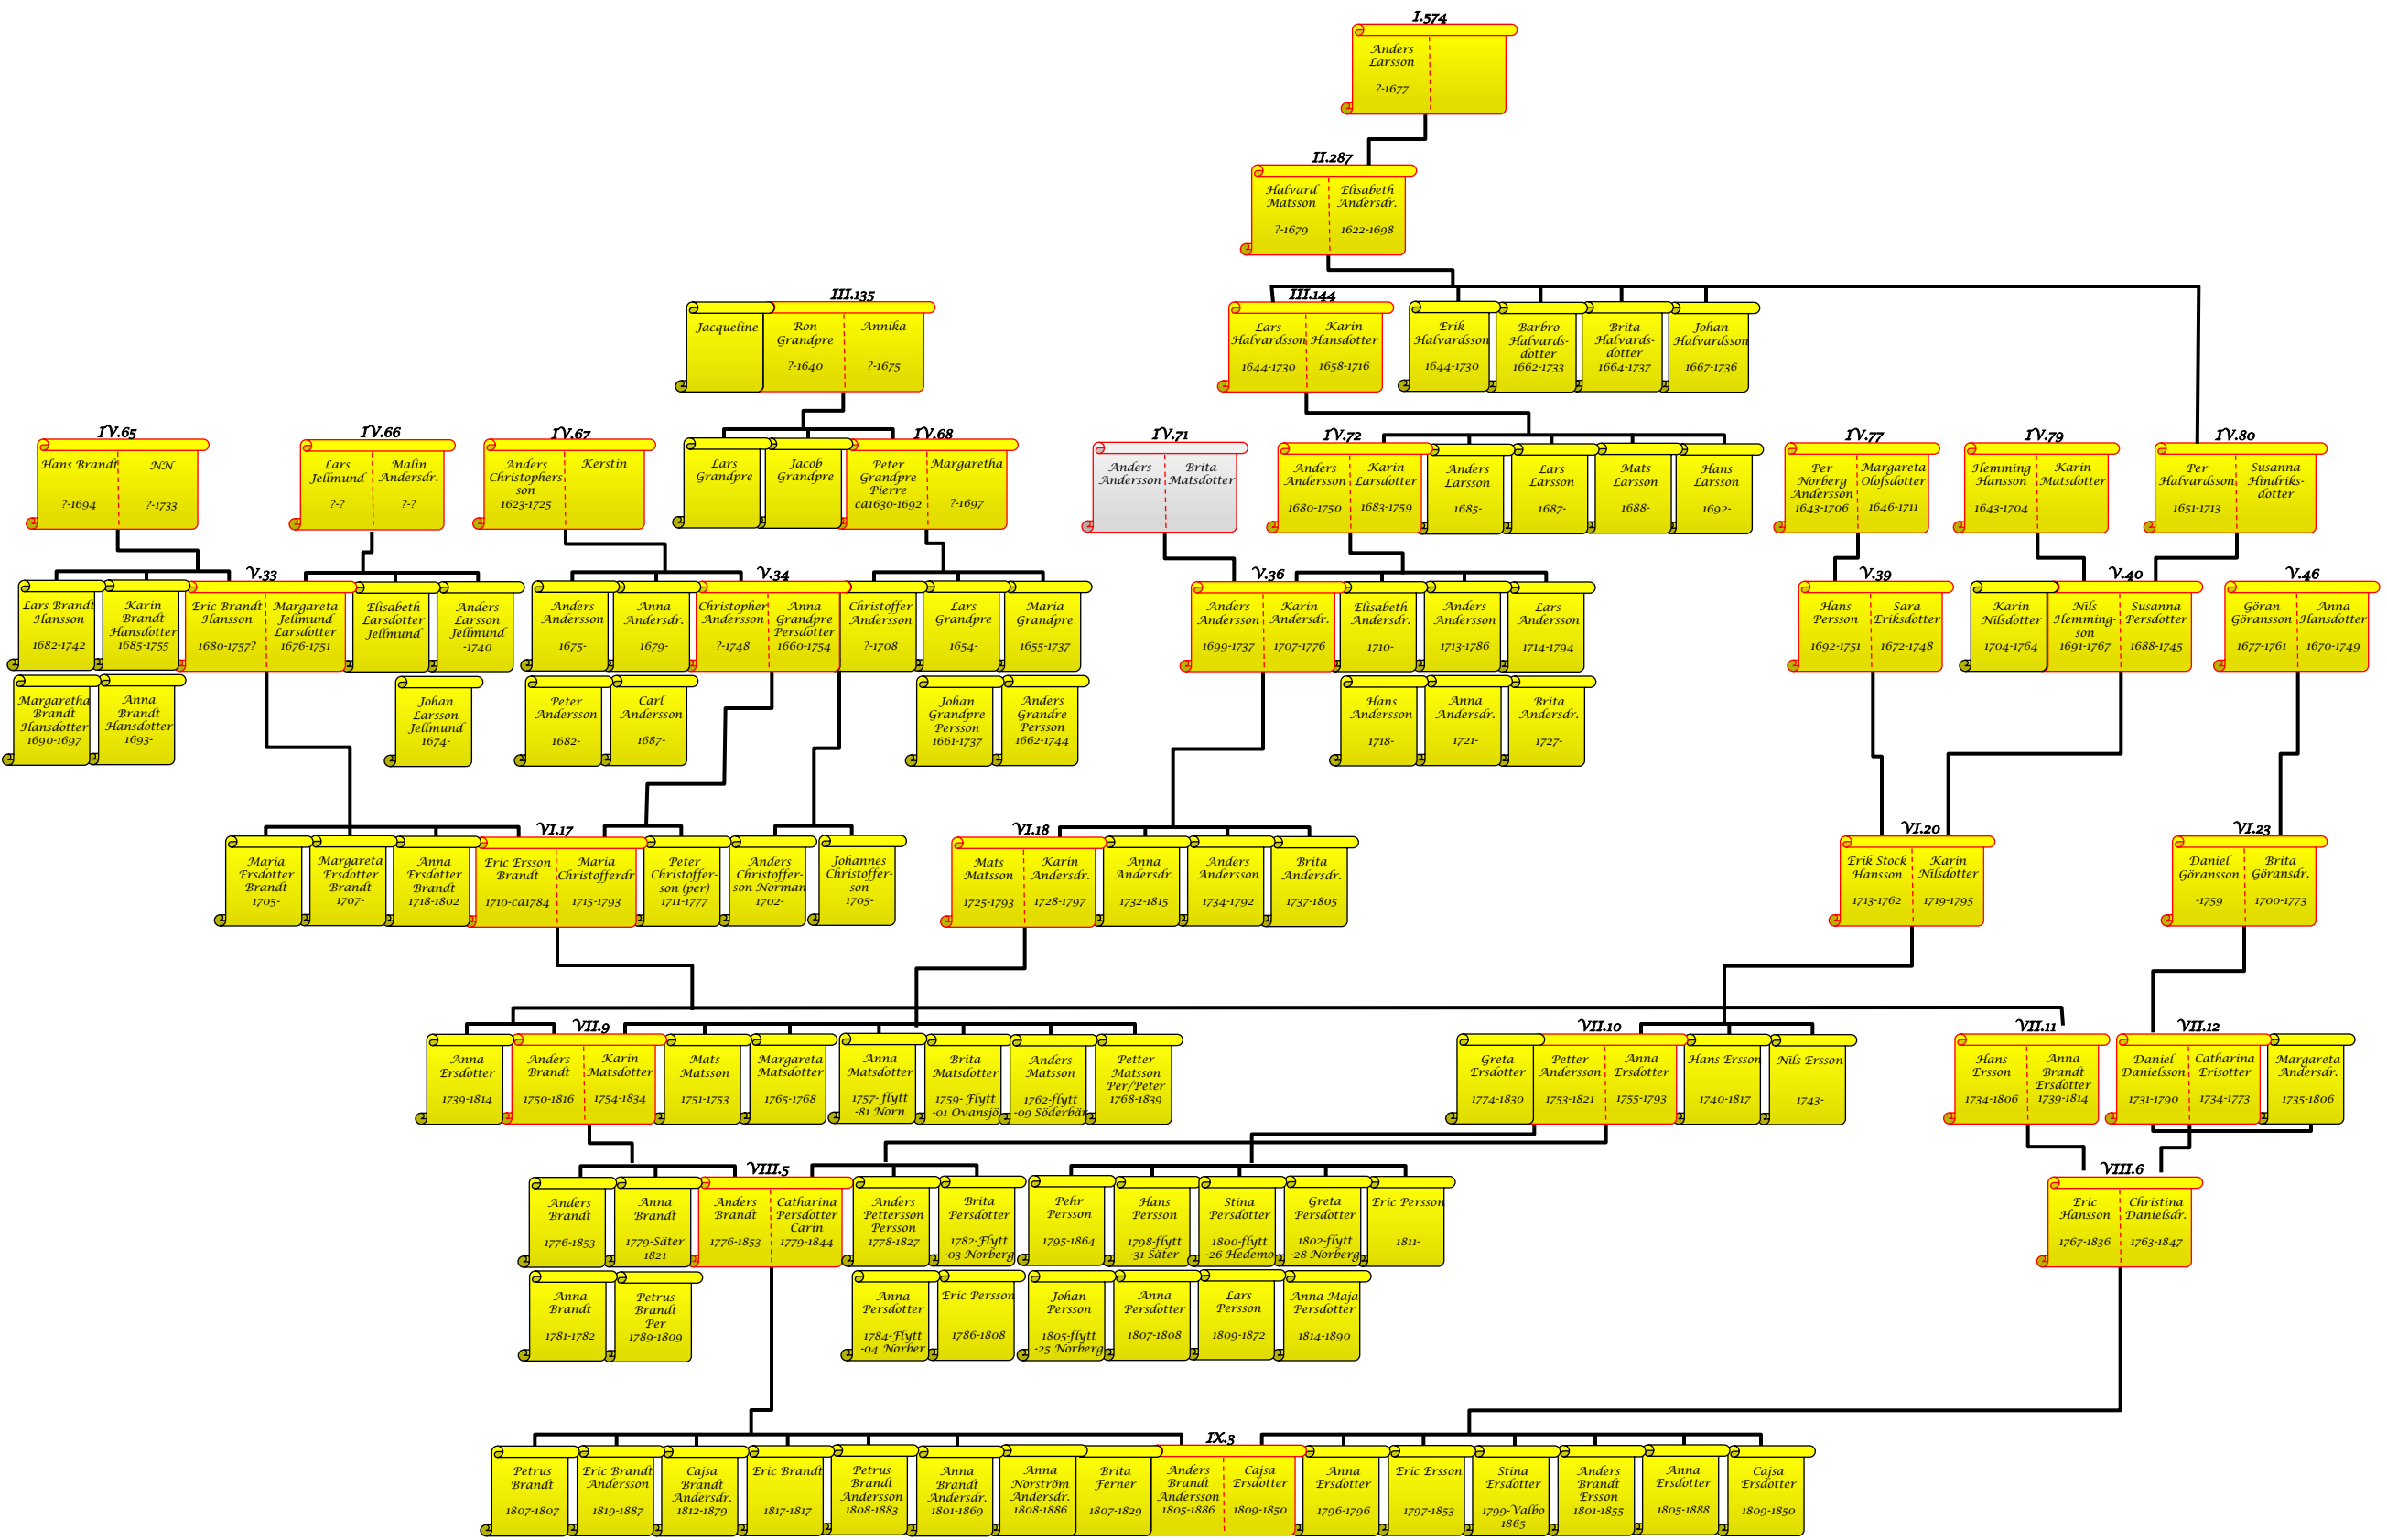 I.574
Anders
Larsson
?-1677
II.287
Halvard
Matsson
?-1679
Elisabeth
Andersdr.
1622-1698
III.135
Jacqueline
Ron
Grandpre
?-1640
Annika
?-1675
III.144
Lars
Halvardsson
1644-1730
Karin
Hansdotter
1658-1716
Erik
Halvardsson
1644-1730
Barbro
Halvards-
dotter
1662-1733
Brita
Halvards-
dotter
1664-1737
Johan
Halvardsson
1667-1736
IV.65
Hans Brandt
?-1694
NN
?-1733
IV.66
Lars
Jellmund
?-?
Malin
Andersdr.
?-?
IV.67
Anders
Christophers
son
1623-1725
Kerstin
Lars
Grandpre
Jacob
Grandpre
IV.68
Peter
Grandpre
Pierre
ca1630-1692
Margaretha
?-1697
IV.71
Anders
Andersson
Brita
Matsdotter
IV.72
Anders
Andersson
1680-1750
Karin
Larsdotter
1683-1759
Anders
Larsson
1685-
Lars
Larsson
1687-
Mats
Larsson
1688-
Hans
Larsson
1692-
IV.77
Per
Norberg
Andersson
1643-1706
Margareta
Olofsdotter
1646-1711
IV.79
Hemming
Hansson
1643-1704
Karin
Matsdotter
IV.80
Per
Halvardsson
1651-1713
Susanna
Hindriks-
dotter
Lars Brandt
Hansson
1682-1742
Karin
Brandt
Hansdotter
1685-1755
V.33
Eric Brandt
Hansson
1680-1757?
Margareta
Jellmund
Larsdotter
1676-1751
Elisabeth
Larsdotter
Jellmund
Anders
Larsson
Jellmund
-1740
Anders
Andersson
1675-
Anna
Andersdr.
1679-
V.34
Christopher
Andersson
?-1748
Anna
Grandpre
Persdotter
1660-1754
Christoffer
Andersson
?-1708
Lars
Grandpre
1654-
Maria
Grandpre
1655-1737
V.36
Anders
Andersson
1699-1737
Karin
Andersdr.
1707-1776
Elisabeth
Andersdr.
1710-
Anders
Andersson
1713-1786
Lars
Andersson
1714-1794
V.39
Hans
Persson
1692-1751
Sara
Eriksdotter
1672-1748
Karin
Nilsdotter
1704-1764
V.40
Nils
Hemming-
son
1691-1767
Susanna
Persdotter
1688-1745
V.46
Göran
Göransson
1677-1761
Anna
Hansdotter
1670-1749
Margaretha
Brandt
Hansdotter
1690-1697
Anna
Brandt
Hansdotter
1693-
Johan
Larsson
Jellmund
1674-
Peter
Andersson
1682-
Carl
Andersson
1687-
Johan
Grandpre
Persson
1661-1737
Anders
Grandre
Persson
1662-1744
Hans
Andersson
1718-
Anna
Andersdr.
1721-
Brita
Andersdr.
1727-
Maria
Ersdotter
Brandt
1705-
Margareta
Ersdotter
Brandt
1707-
Anna
Ersdotter
Brandt
1718-1802
VI.17
Eric Ersson
Brandt
1710-ca1784
Maria
Christofferdr
1715-1793
Peter
Christoffer-
son (per)
1711-1777
Anders
Christoffer-
son Norman
1702-
Johannes
Christoffer-
son
1705-
VI.18
Mats
Matsson
1725-1793
Karin
Andersdr.
1728-1797
Anna
Andersdr.
1732-1815
Anders
Andersson
1734-1792
Brita
Andersdr.
1737-1805
VI.20
Erik Stock
Hansson
1713-1762
Karin
Nilsdotter
1719-1795
VI.23
Daniel
Göransson
-1759
Brita
Göransdr.
1700-1773
Anna
Ersdotter
1739-1814
VII.9
Anders
Brandt
1750-1816
Karin
Matsdotter
1754-1834
Mats
Matsson
1751-1753
Margareta
Matsdotter
1765-1768
Anna
Matsdotter
1757- flytt
-81 Norn
Brita
Matsdotter
1759- Flytt
-01 Ovansjö
Anders
Matsson
1762-flytt
-09 Söderbär
Petter
Matsson
Per/Peter
1768-1839
Greta
Ersdotter
1774-1830
VII.10
Petter
Andersson
1753-1821
Anna
Ersdotter
1755-1793
Hans Ersson
1740-1817
Nils Ersson
1743-
VII.11
Hans
Ersson
1734-1806
Anna
Brandt
Ersdotter
1739-1814
VII.12
Daniel
Danielsson
1731-1790
Catharina
Erisotter
1734-1773
Margareta
Andersdr.
1735-1806
Anders
Brandt
1776-1853
Anna
Brandt
1779-Säter
1821
VIII.5
Anders
Brandt
1776-1853
Catharina
Persdotter
Carin
1779-1844
Anders
Pettersson
Persson
1778-1827
Brita
Persdotter
1782-Flytt
-03 Norberg
Pehr
Persson
1795-1864
Hans
Persson
1798-flytt
-31 Säter
Stina
Persdotter
1800-flytt
-26 Hedemo
Greta
Persdotter
1802-flytt
-28 Norberg
Eric Persson
1811-
VIII.6
Eric
Hansson
1767-1836
Christina
Danielsdr.
1763-1847
Anna
Brandt
1781-1782
Petrus
Brandt
Per
1789-1809
Anna
Persdotter
1784-Flytt
-04 Norber
Eric Persson
1786-1808
Johan
Persson
1805-flytt
-25 Norberg
Anna
Persdotter
1807-1808
Lars
Persson
1809-1872
Anna Maja
Persdotter
1814-1890
Petrus
Brandt
1807-1807
Eric Brandt
Andersson
1819-1887
Cajsa
Brandt
Andersdr.
1812-1879
Eric Brandt
1817-1817
Petrus
Brandt
Andersson
1808-1883
Anna
Brandt
Andersdr.
1801-1869
Anna
Norström
Andersdr.
1808-1886
Brita
Ferner
1807-1829
IX.3
Anders
Brandt
Andersson
1805-1886
Cajsa
Ersdotter
1809-1850
Anna
Ersdotter
1796-1796
Eric Ersson
1797-1853
Stina
Ersdotter
1799-Valbo
1865
Anders
Brandt
Ersson
1801-1855
Anna
Ersdotter
1805-1888
Cajsa
Ersdotter
1809-1850